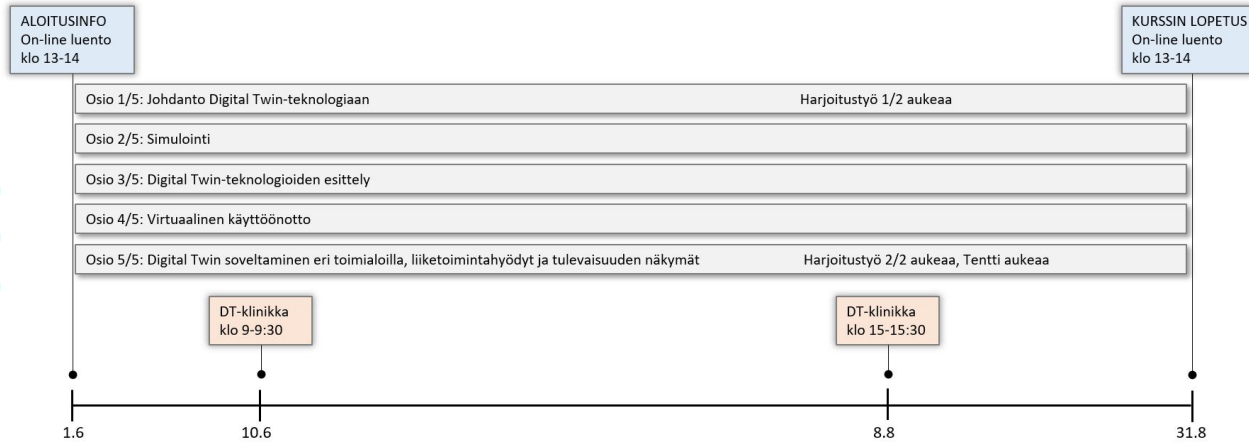 ALOITUSINFO
On-line luento
klo 13-14
KURSSIN LOPETUS
On-line luento
klo 13-14
Osio 1/5: Johdanto Digital Twin-teknologiaan
Harjoitustyö 1/2 aukeaa
Osio 2/5: Simulointi
Osio 3/5: Digital Twin-teknologioiden esittely
Osio 4/5: Virtuaalinen käyttöönotto
Osio 5/5: Digital Twin soveltaminen eri toimialoilla, liiketoimintahyödyt ja tulevaisuuden näkymät
Harjoitustyö 2/2 aukeaa, Tentti aukeaa
DT-klinikka
klo 9-9:30
DT-klinikka
klo 15-15:30
1.6
10.6
8.8
31.8